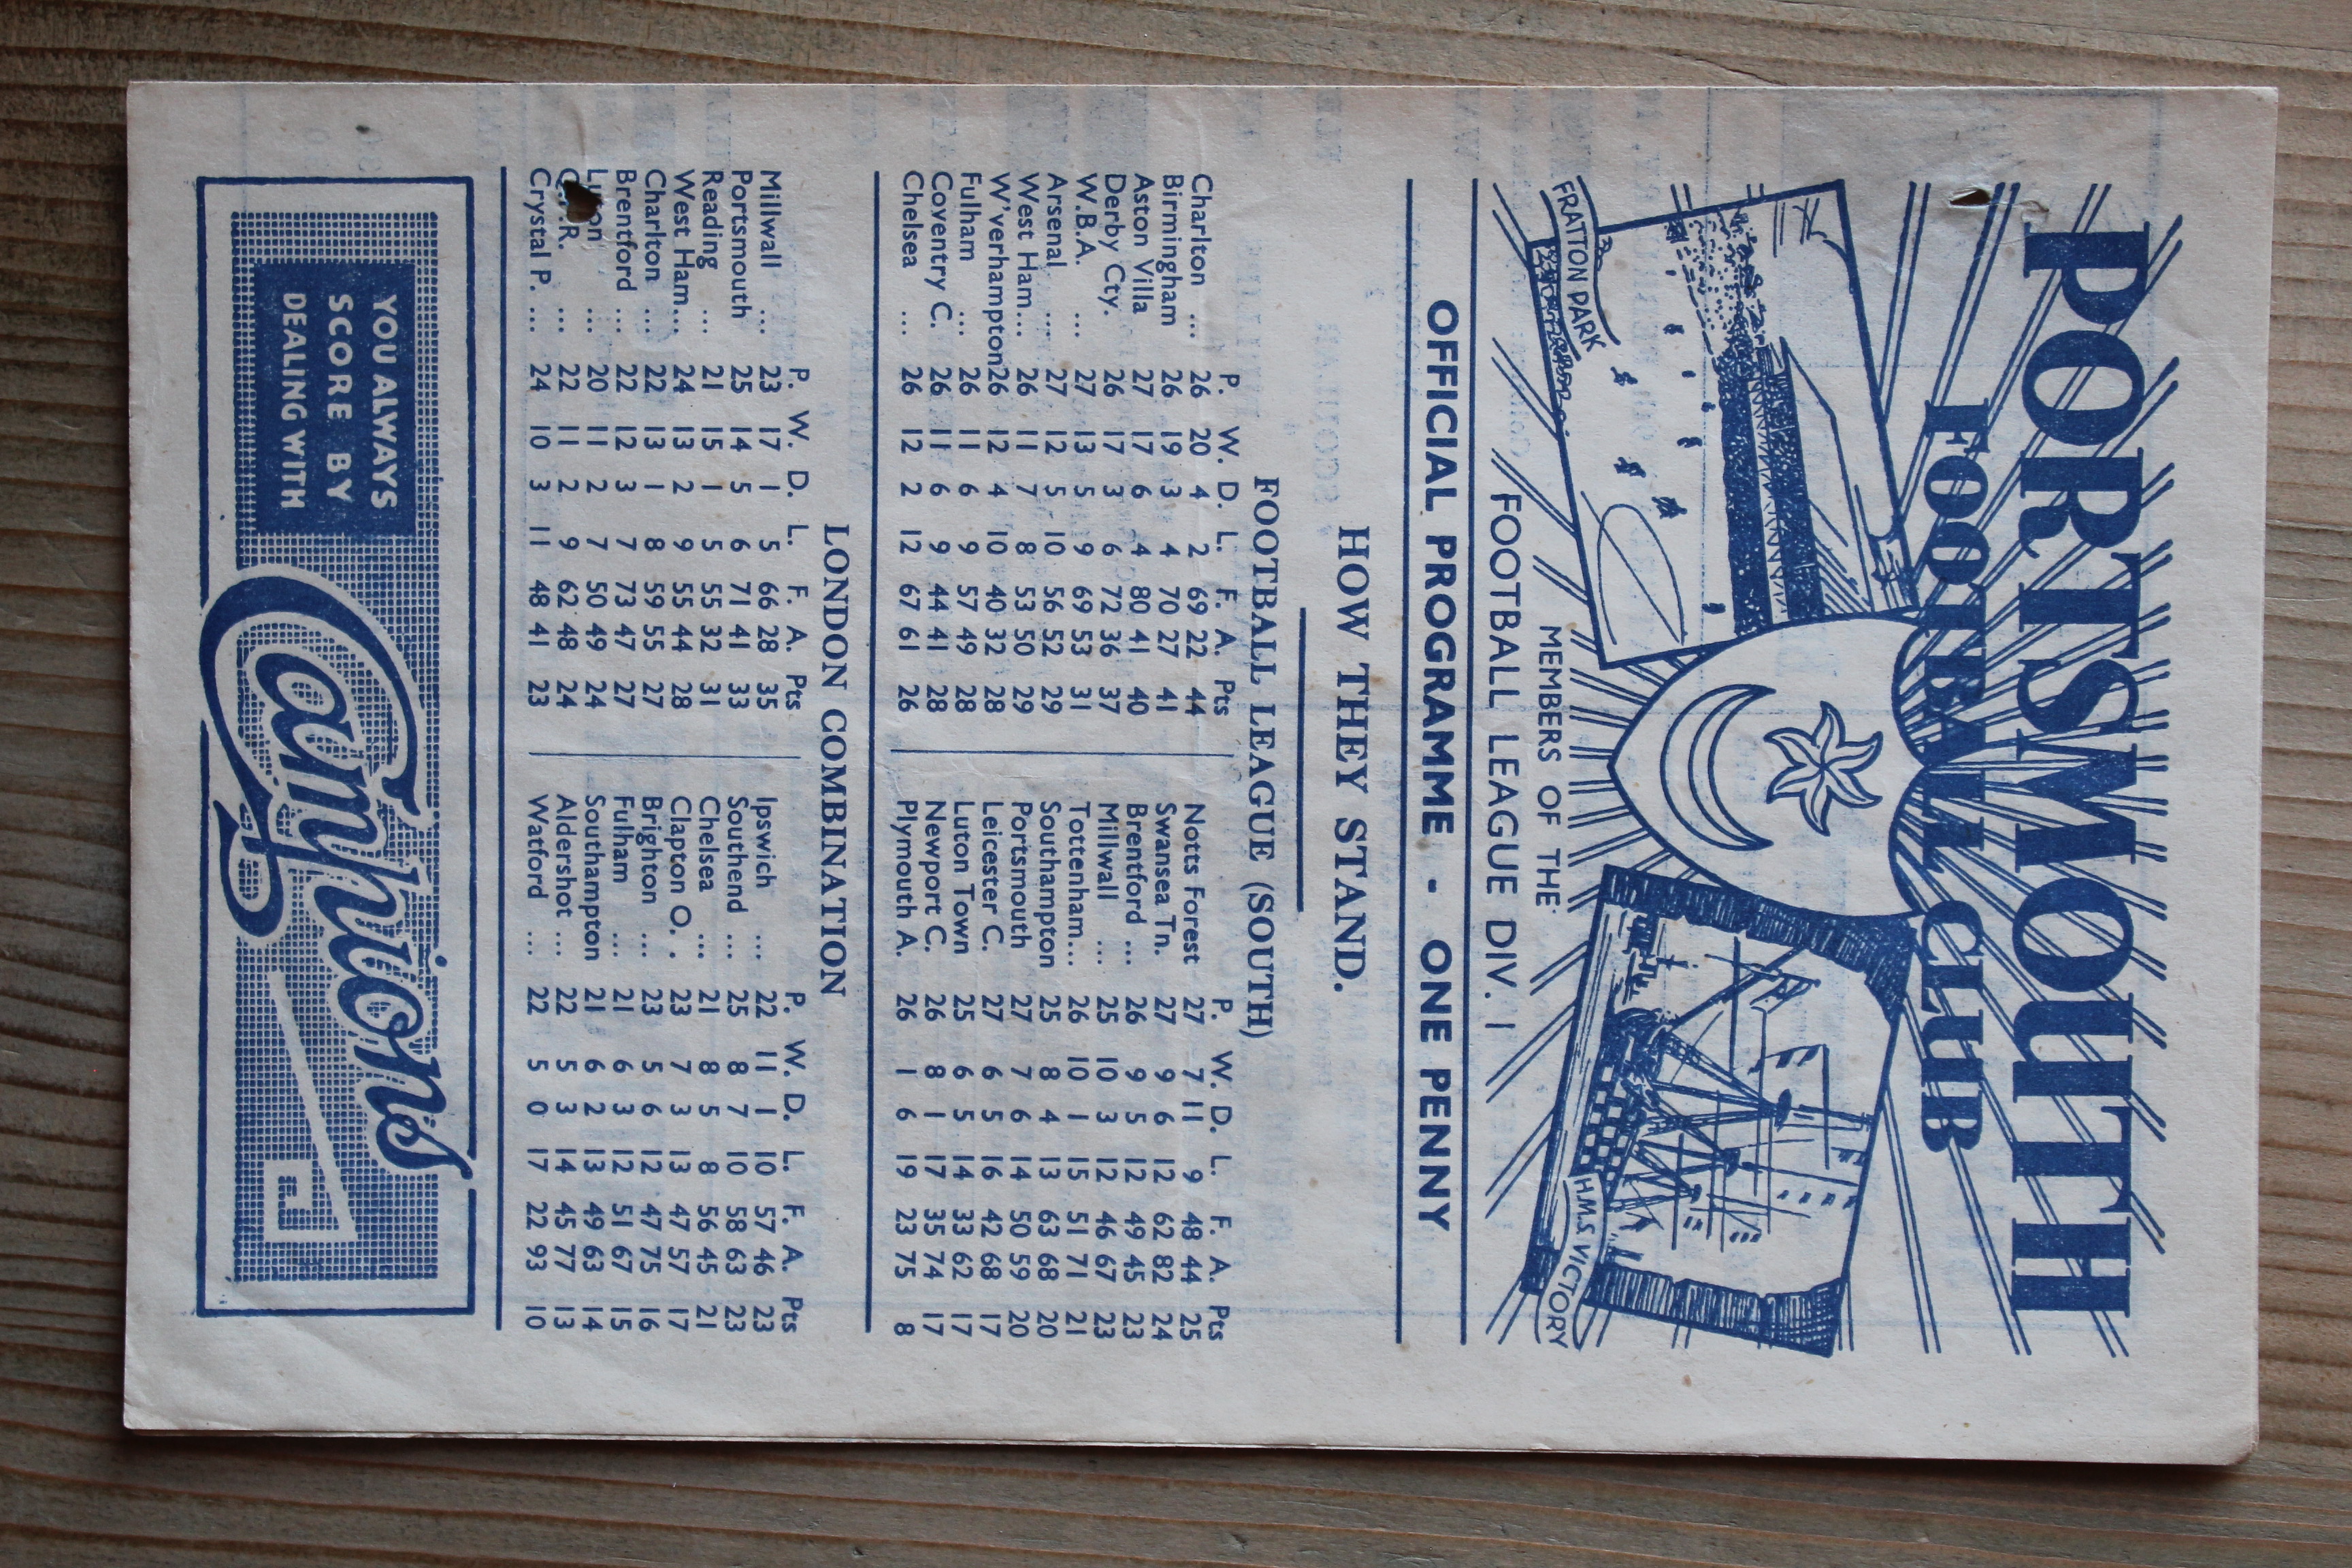 PORTSMOUTH
FOOTBALL CLUB
FRATTON PARK
H.M.S VICTORY
MEMBERS OF THE
FOOTBALL LEAGUE DIV. 1
OFFICIAL PROGRAMME - ONE PENNY
HOW THEY STAND.
FOOTBALL LEAGUE (SOUTH)
P. W. D. L. F. A. Pts
Charlton ... 26 20 4 2 69 22 44
Birmingham 26 19 3 4 70 27 41
Aston Villa 27 17 6 4 80 41 40
Derby Cty. 26 17 3 6 72 36 37
W.B.A. ... 27 13 5 9 69 53 31
Arsenal ... 27 12 5 10 56 52 29
West Ham... 26 11 7 8 53 50 29
W'verhampton26 12 4 10 40 32 28
Fulham ... 26 11 6 9 57 49 28
Coventry C. 26 11 6 9 44 41 28
Chelsea ... 26 12 2 12 67 61 26
P. W. D. L. F. A. Pts
Notts Forest 27 7 11 9 48 44 25
Swansea Tn. 27 9 6 12 62 82 24
Brentford ... 26 9 5 12 49 45 23
Millwall ... 25 10 3 12 46 67 23
Tottenham... 26 10 1 15 51 71 21
Southampton 25 8 4 13 63 68 20
Portsmouth 27 7 6 14 50 59 20
Leicester C. 27 6 5 16 42 68 17
Luton Town 25 6 5 14 33 62 17
Newport C. 26 8 1 17 35 74 17
Plymouth A. 26 1 6 19 23 75 8
LONDON COMBINATION
P. W. D. L. F. A. Pts
Millwall ... 23 17 1 5 66 28 35
Portsmouth 25 14 5 6 71 41 33
Reading ... 21 15 1 5 55 32 31
West Ham... 24 13 2 9 55 44 28
Charlton ... 22 13 1 8 59 55 27
Brentford ... 22 12 3 7 73 47 27
... 20 11 2 7 50 49 24
... 22 11 2 9 62 48 24
Crystal P. ... 24 10 3 11 48 41 23
P. W. D. L. F. A. Pts
Ipswich ... 22 11 1 10 57 46 23
Southend ... 25 8 7 10 58 63 23
Chelsea ... 21 8 5 8 56 45 21
Clapton O. . 23 7 3 13 47 57 17
Brighton ... 23 5 6 12 47 75 16
Fulham ... 21 6 3 12 51 67 15
Southampton 21 6 2 13 49 63 14
Aldershot ... 22 5 3 14 45 77 13
Watford ... 22 5 0 17 22 93 10
YOU ALWAYS
SCORE BY
DEALING WITH
Campions